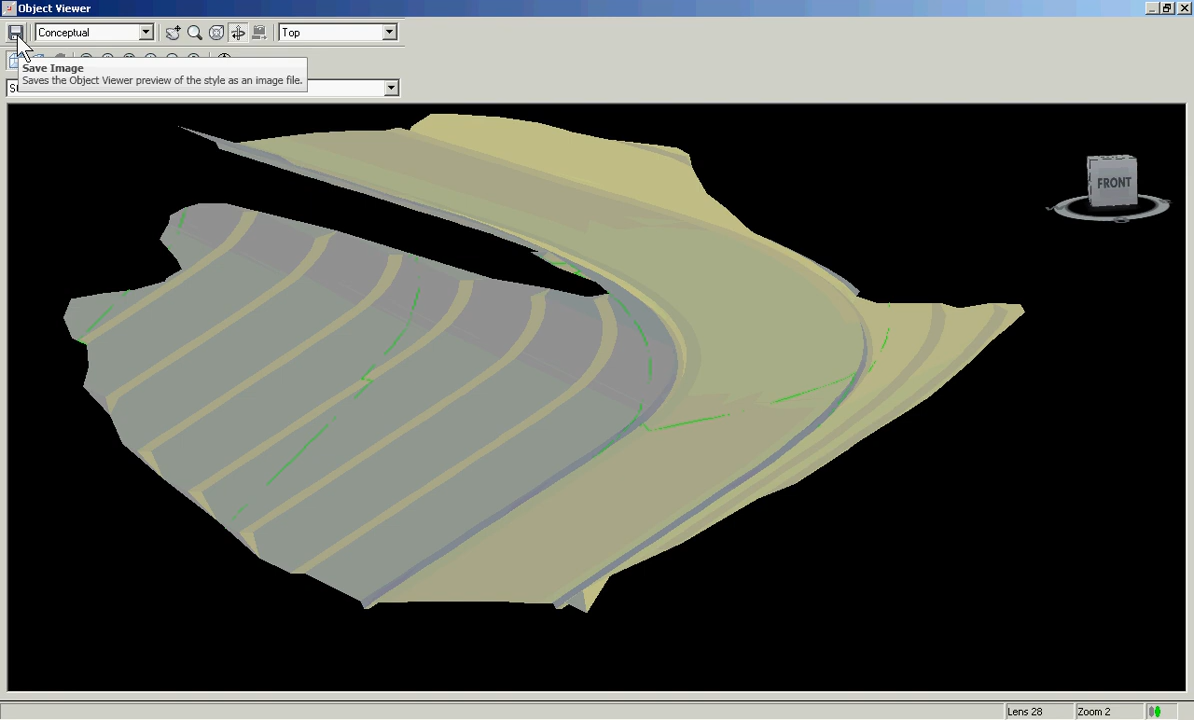 Object Viewer
Conceptual
Top
Save Image
Saves the Object Viewer preview of the style as an image file.
FRONT
Lens 28
Zoom 2